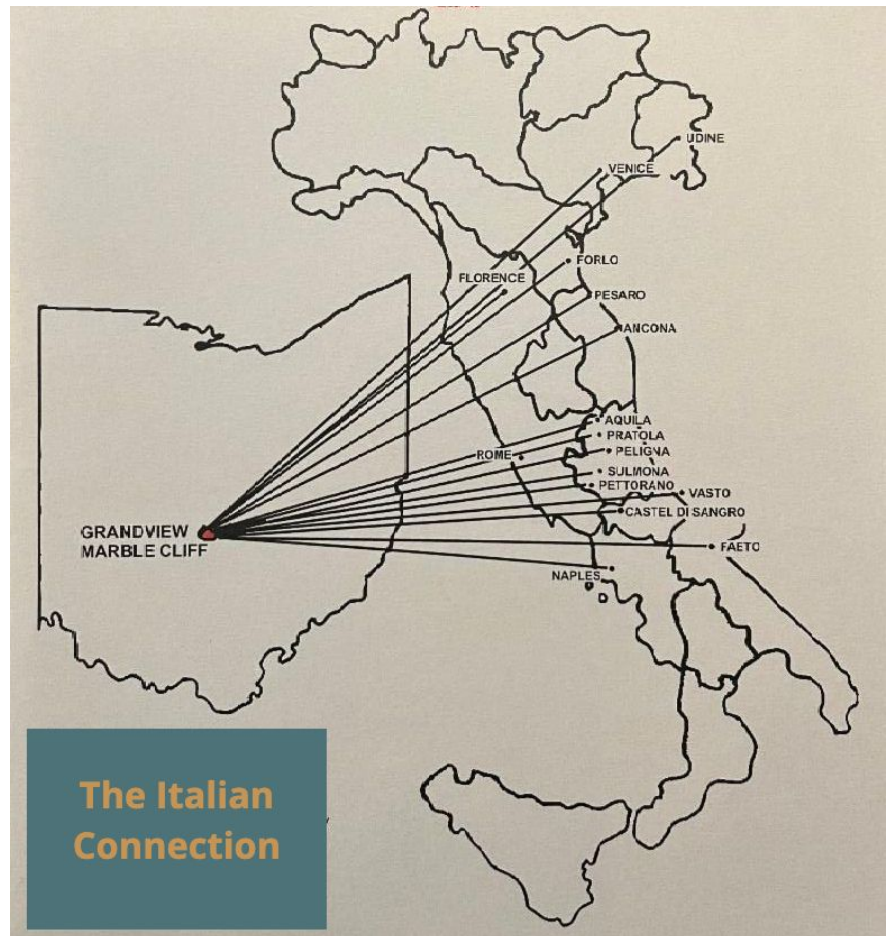 UDINE
VENICE
FORLO
FLORENCE
PESARO
ANCONA
AQUILA
PRATOLA
ROME
PELIGNA
SULMONA
PETTORANO
VASTO
CASTEL DI SANGRO
GRANDVIEW
MARBLE CLIFF
FAETO
NAPLES
The Italian
Connection